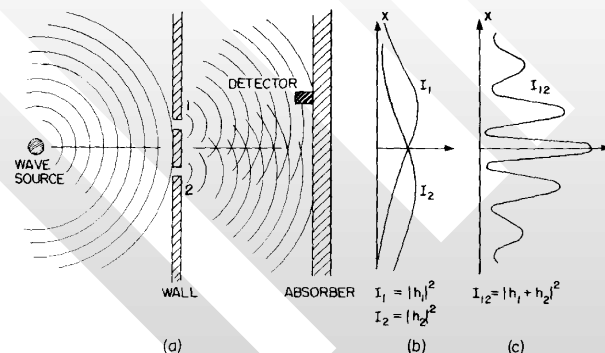 x
x
DETECTOR
1
I₁
I₁₂
WAVE
SOURCE
2
I₂
WALL
ABSORBER
I₁ = |h₁|²
I₂ = |h₂|²
I₁₂ = |h₁ + h₂|²
(a)
(b)
(c)